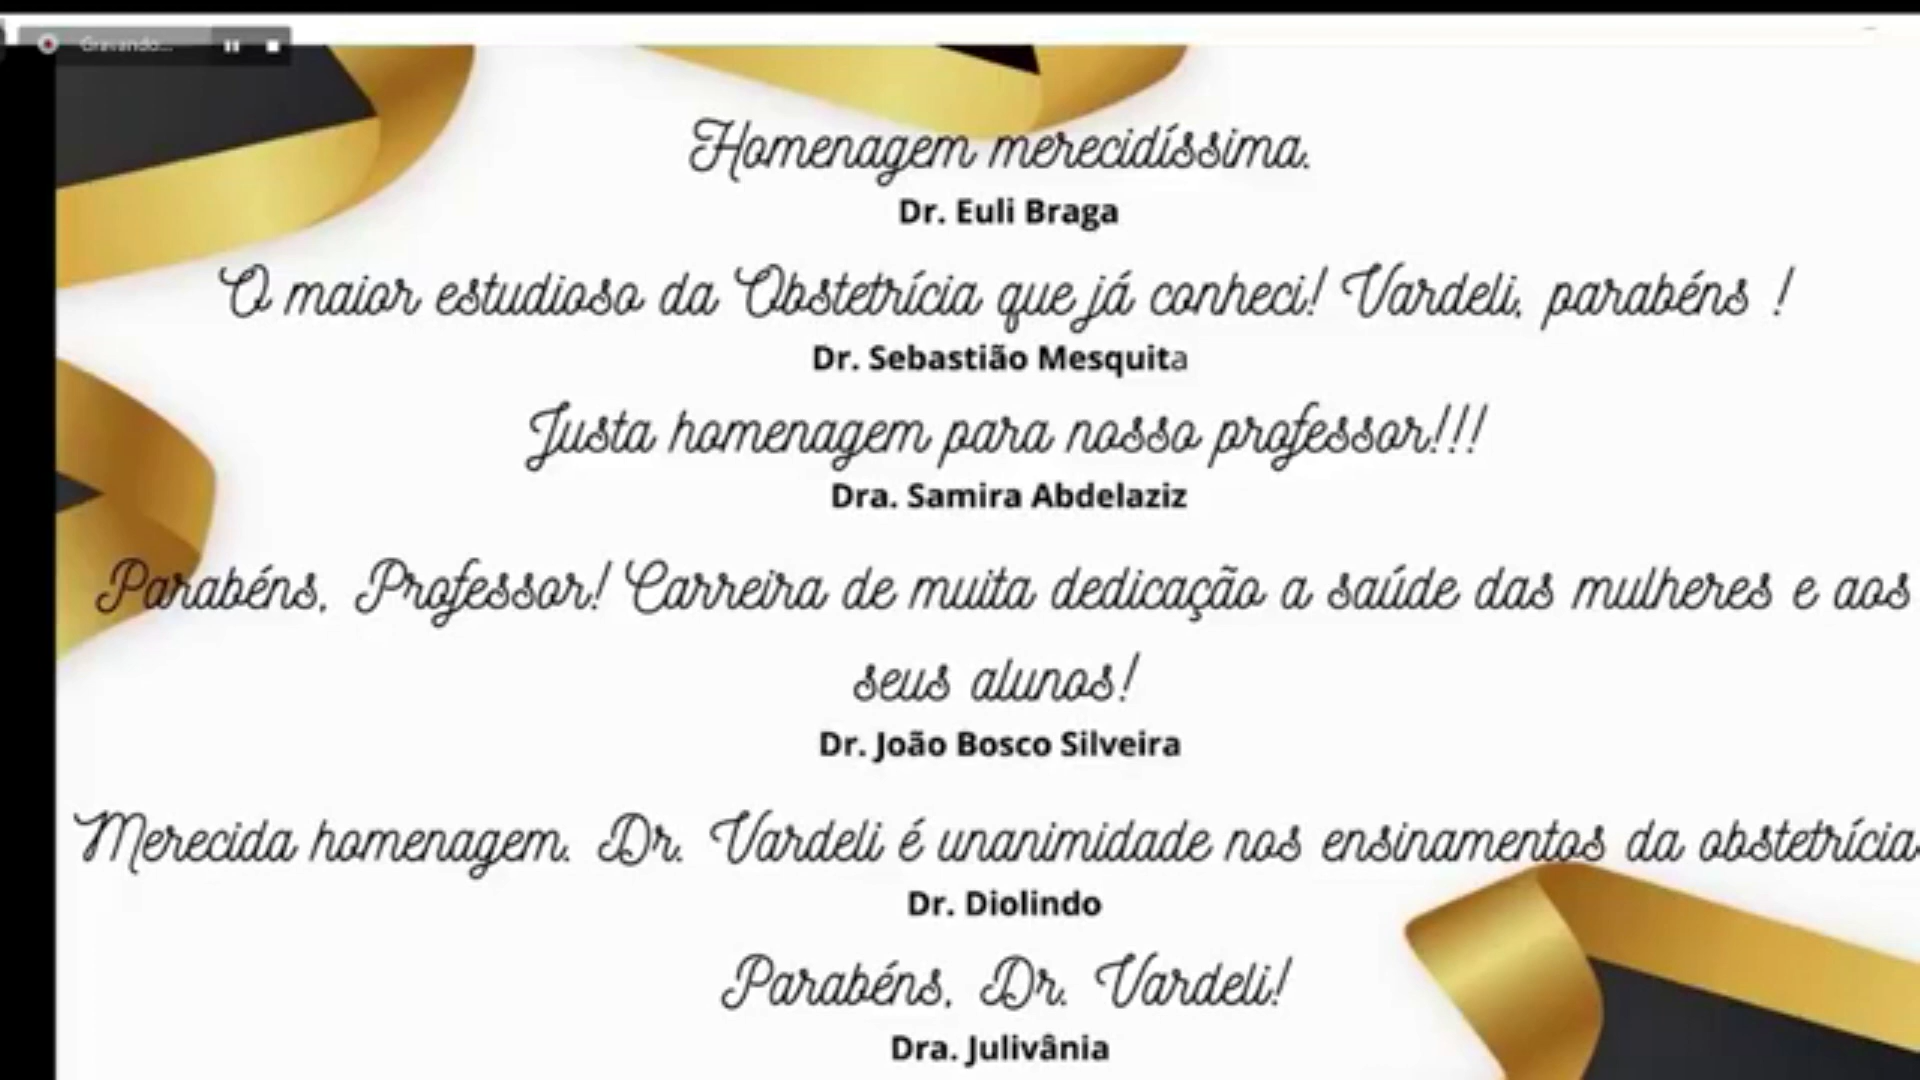 Gravando...
Homenagem merecidíssima.
Dr. Euli Braga
O maior estudioso da Obstetrícia que já conheci! Vardeli, parabéns !
Dr. Sebastião Mesquita
Justa homenagem para nosso professor!!!
Dra. Samira Abdelaziz
Parabéns, Professor! Carreira de muita dedicação a saúde das mulheres e aos
seus alunos!
Dr. João Bosco Silveira
Merecida homenagem. Dr. Vardeli é unanimidade nos ensinamentos da obstetrícia.
Dr. Diolindo
Parabéns, Dr. Vardeli!
Dra. Julivânia